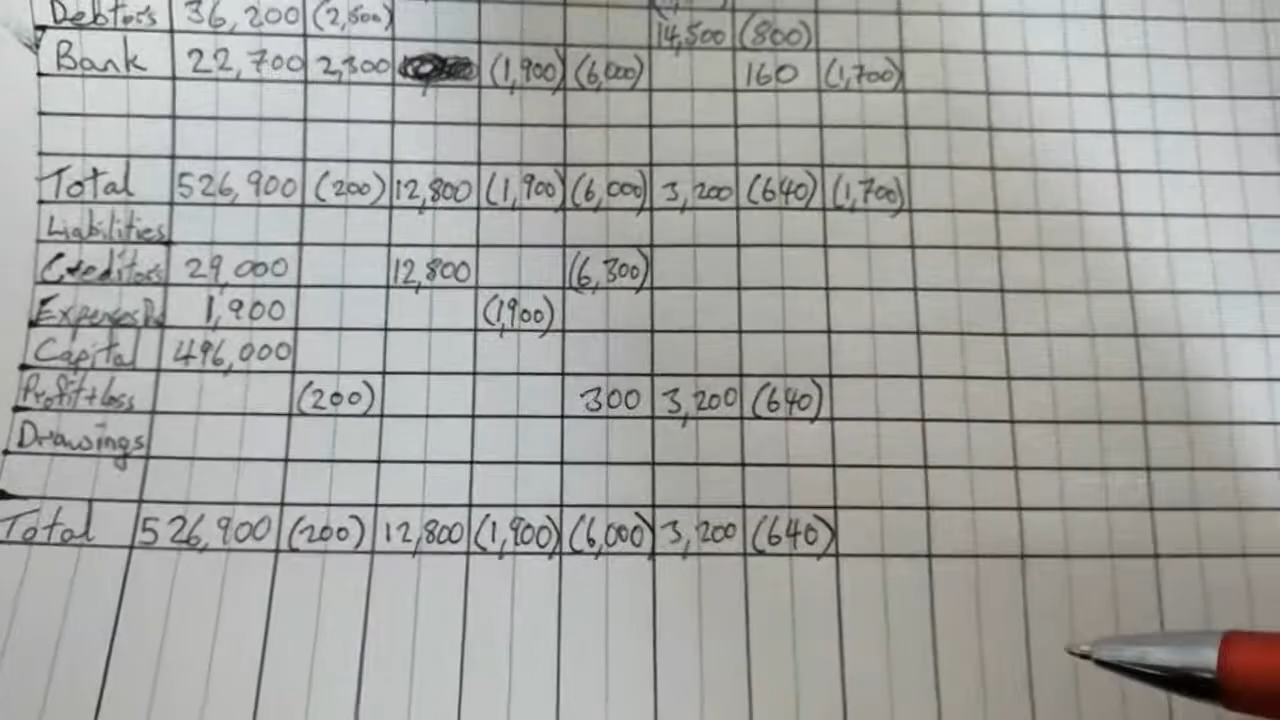 Debtors 36,200 (2,500)
14,500 (800)
Bank 22,700 2,300 (1,900) (6,000) 160 (1,700)
Total 526,900 (200) 12,800 (1,900) (6,000) 3,200 (640) (1,700)
Liabilities
Creditors 29,000 12,800 (6,300)
Expenses 1,900 (1,900)
Capital 496,000
Profit + loss (200) 300 3,200 (640)
Drawings
Total 526,900 (200) 12,800 (1,900) (6,000) 3,200 (640)